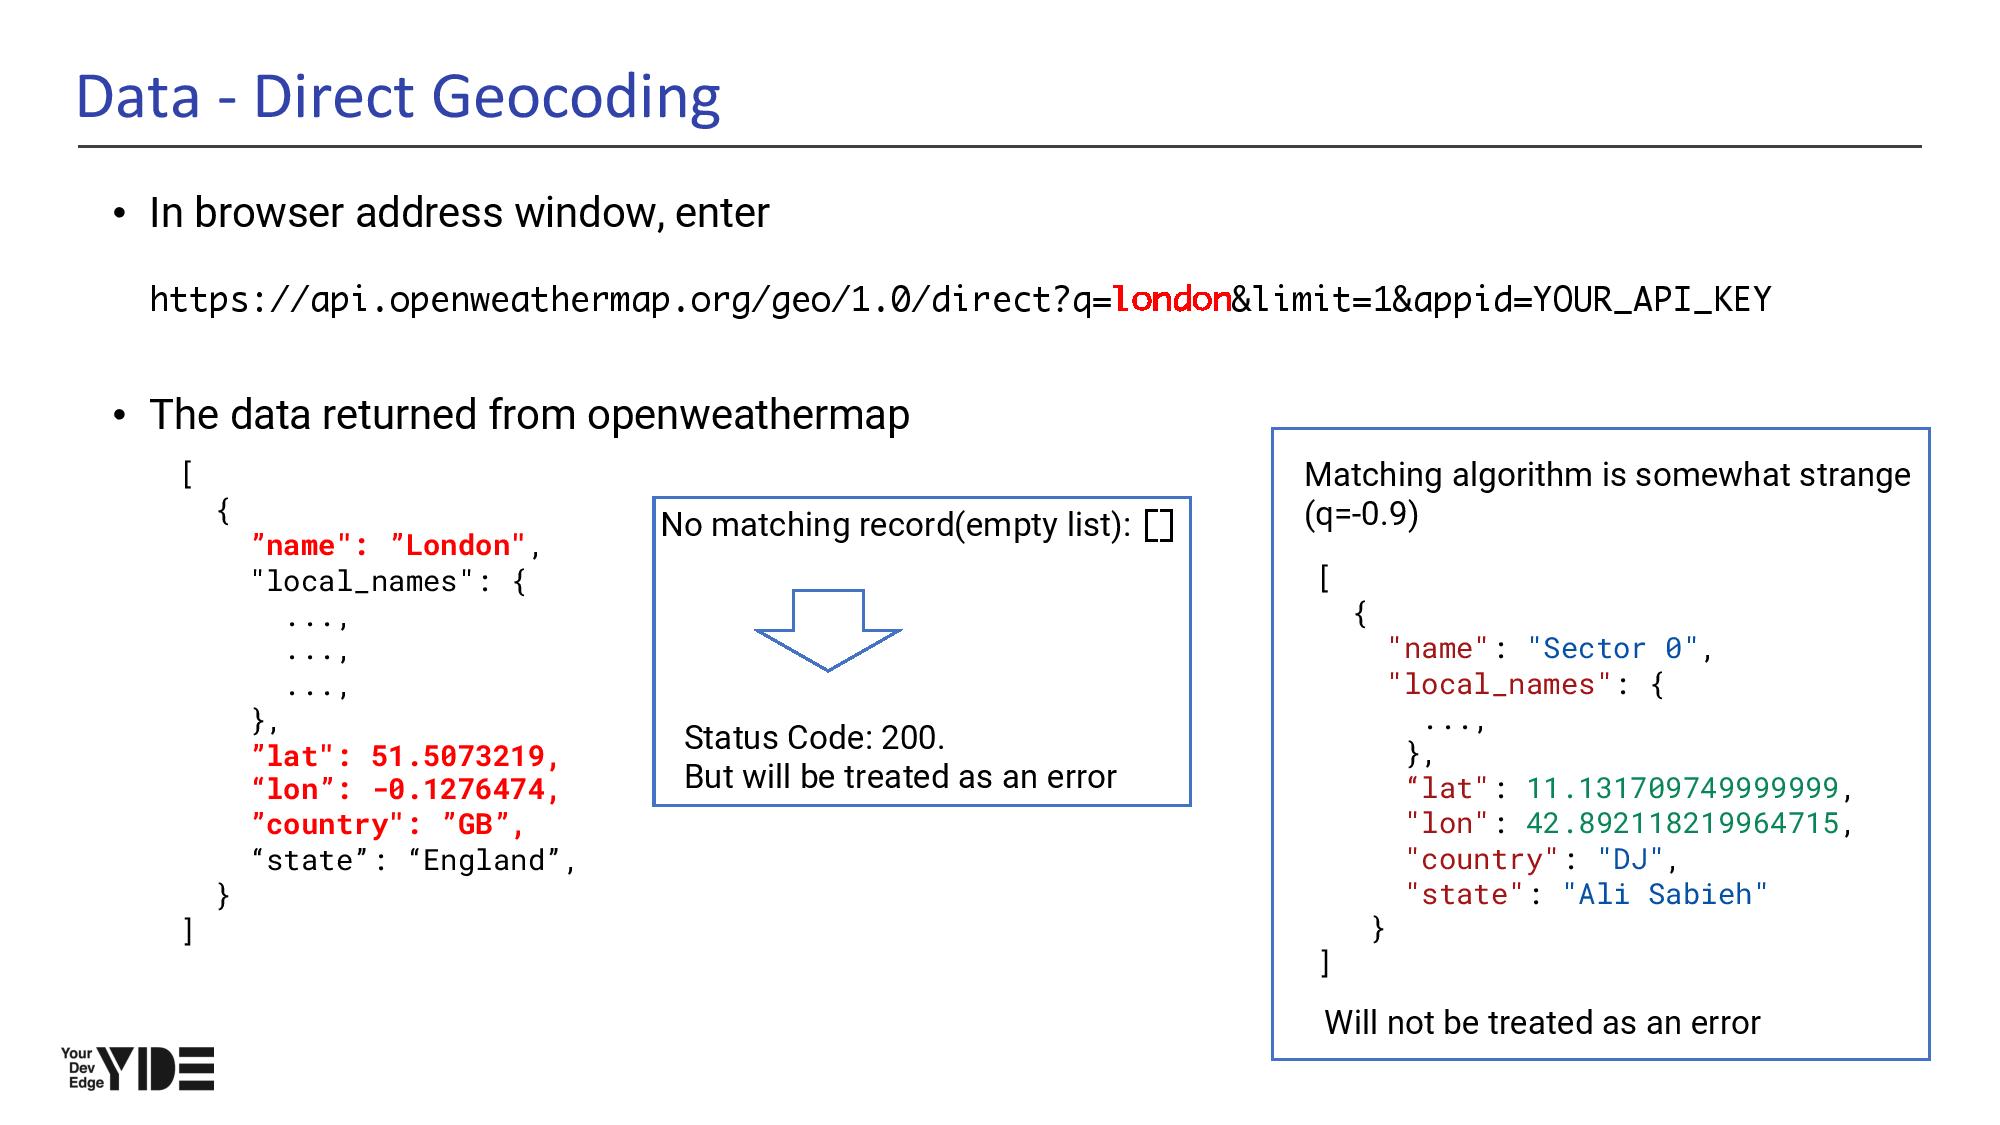 Data - Direct Geocoding
• In browser address window, enter
https://api.openweathermap.org/geo/1.0/direct?q=london&limit=1&appid=YOUR_API_KEY
• The data returned from openweathermap
[
{
”name": ”London",
"local_names": {
...,
...,
...,
},
”lat": 51.5073219,
“lon”: -0.1276474,
”country": ”GB”,
“state”: “England”,
}
]
No matching record(empty list): []
Status Code: 200.
But will be treated as an error
Matching algorithm is somewhat strange
(q=-0.9)
[
{
"name": "Sector 0",
"local_names": {
...,
},
“lat": 11.131709749999999,
"lon": 42.892118219964715,
"country": "DJ",
"state": "Ali Sabieh"
}
]
Will not be treated as an error
Your
Dev
Edge
YDE